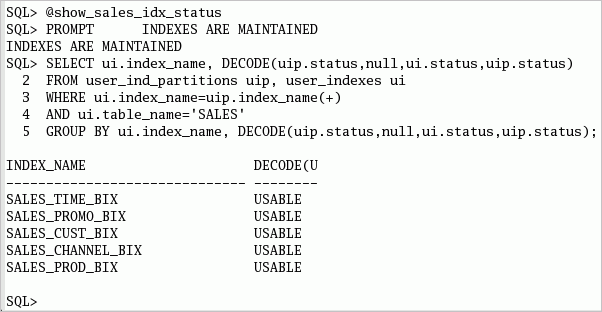 SQL> @show_sales_idx_status
SQL> PROMPT      INDEXES ARE MAINTAINED
INDEXES ARE MAINTAINED
SQL> SELECT ui.index_name, DECODE(uip.status,null,ui.status,uip.status)
  2  FROM user_ind_partitions uip, user_indexes ui
  3  WHERE ui.index_name=uip.index_name(+)
  4  AND ui.table_name='SALES'
  5  GROUP BY ui.index_name, DECODE(uip.status,null,ui.status,uip.status);
INDEX_NAME                     DECODE(U
------------------------------ --------
SALES_TIME_BIX                 USABLE
SALES_PROMO_BIX                USABLE
SALES_CUST_BIX                 USABLE
SALES_CHANNEL_BIX              USABLE
SALES_PROD_BIX                 USABLE
SQL>